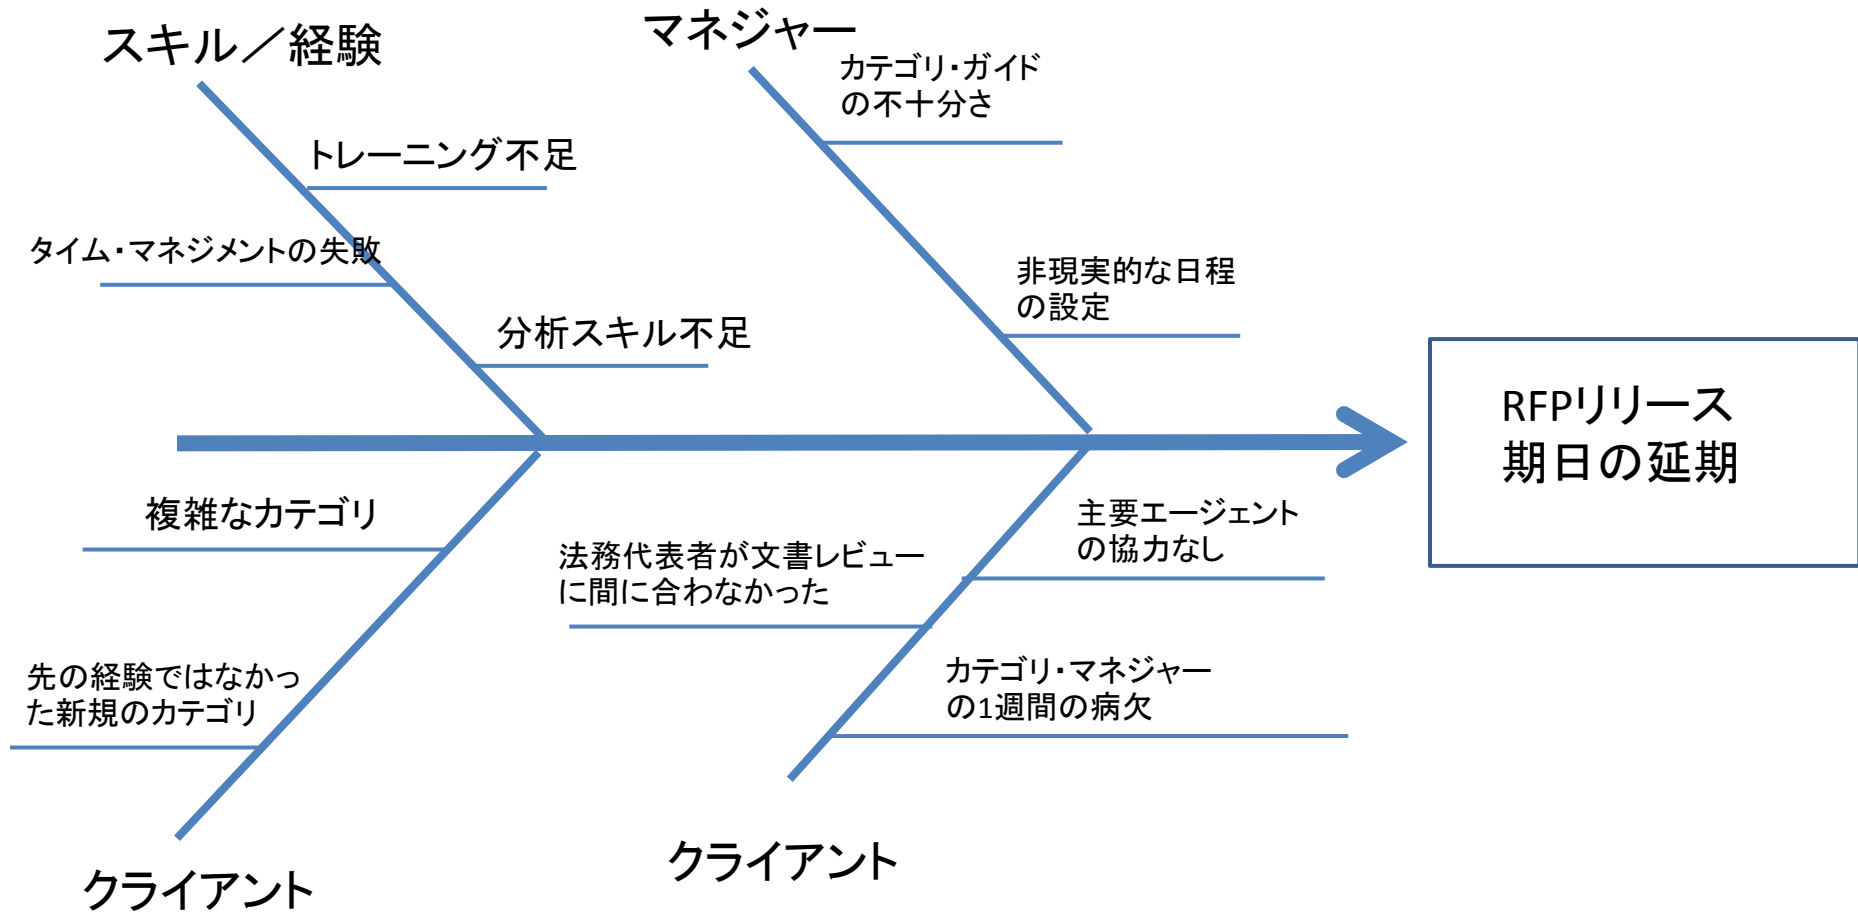 スキル／経験
マネジャー
カテゴリ・ガイド
の不十分さ
トレーニング不足
タイム・マネジメントの失敗
非現実的な日程
の設定
分析スキル不足
RFPリリース
期日の延期
複雑なカテゴリ
主要エージェント
の協力なし
法務代表者が文書レビュー
に間に合わなかった
先の経験ではなかっ
た新規のカテゴリ
カテゴリ・マネジャー
の1週間の病欠
クライアント
クライアント